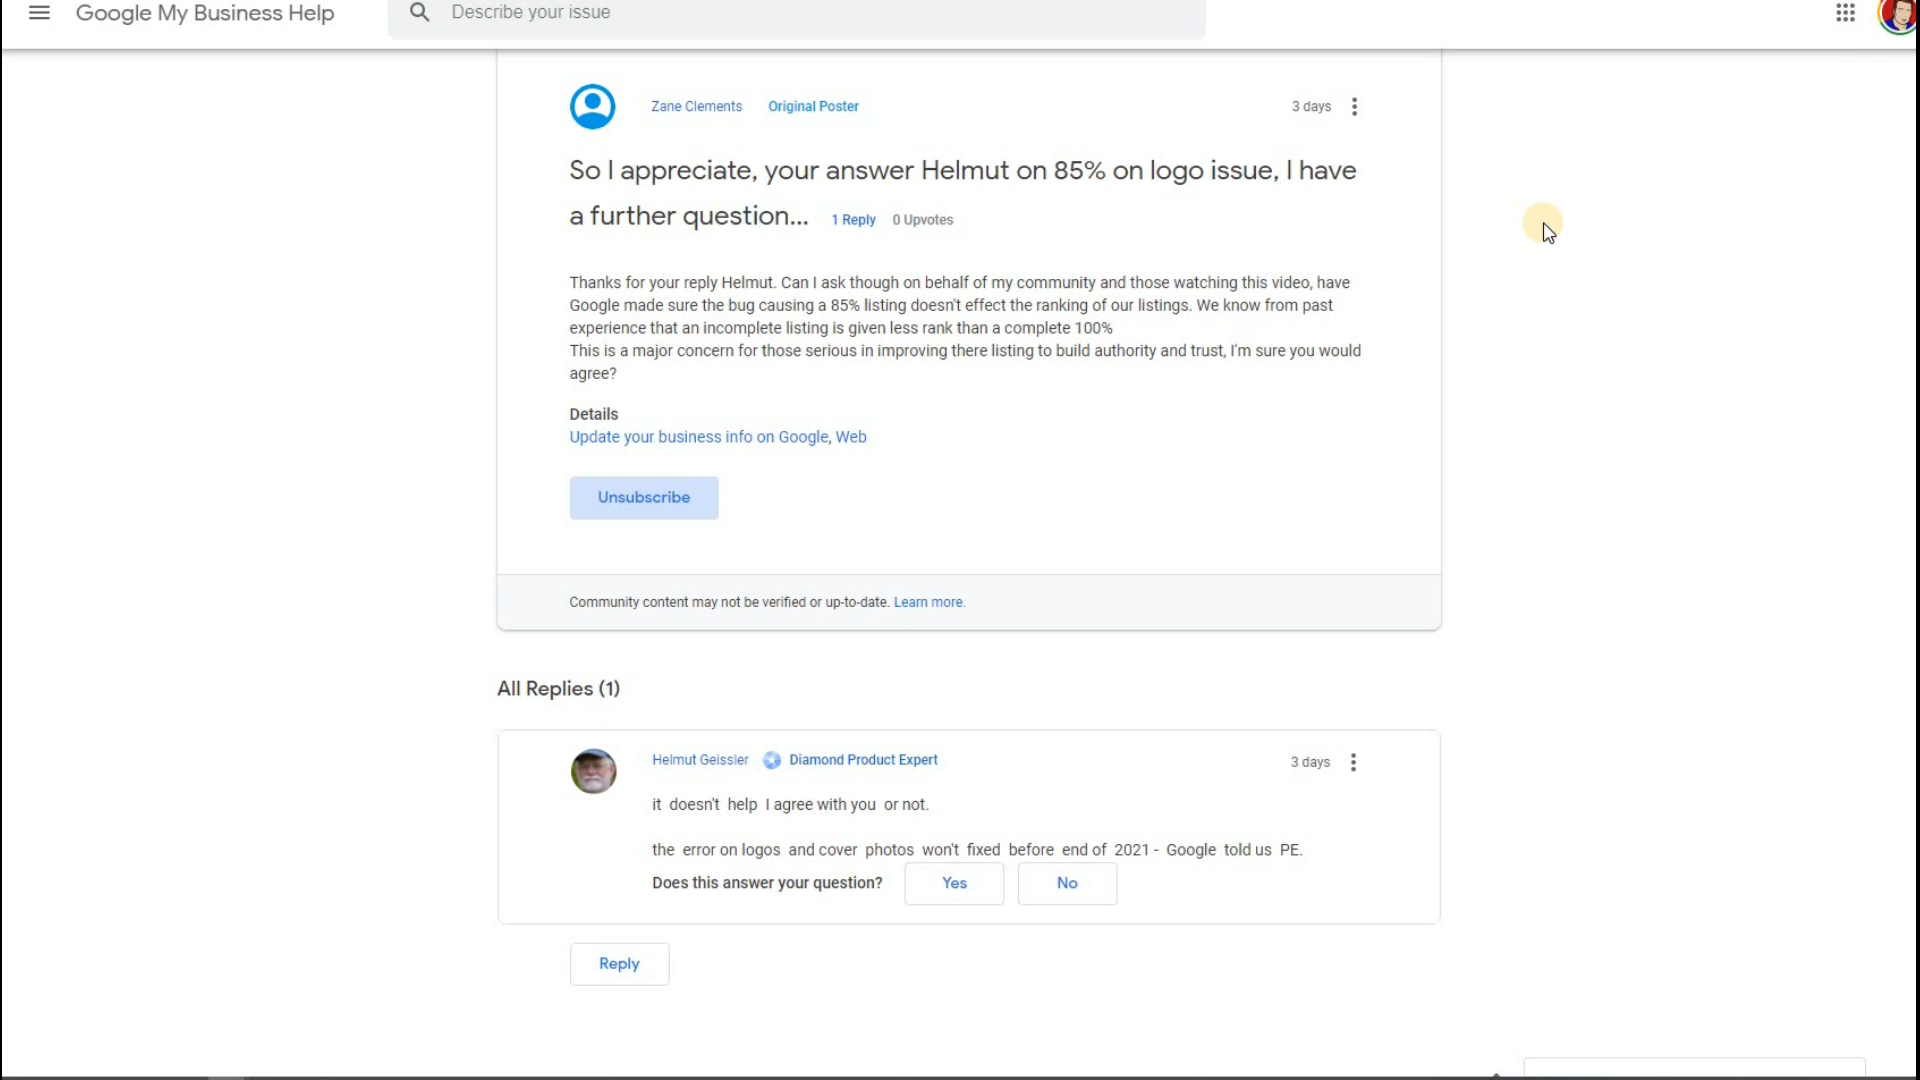 Google My Business Help
Describe your issue
Zane Clements Original Poster 3 days
So I appreciate, your answer Helmut on 85% on logo issue, I have
a further question... 1 Reply 0 Upvotes
Thanks for your reply Helmut. Can I ask though on behalf of my community and those watching this video, have
Google made sure the bug causing a 85% listing doesn't effect the ranking of our listings. We know from past
experience that an incomplete listing is given less rank than a complete 100%
This is a major concern for those serious in improving there listing to build authority and trust, I'm sure you would
agree?
Details
Update your business info on Google, Web
Unsubscribe
Community content may not be verified or up-to-date. Learn more.
All Replies (1)
Helmut Geissler Diamond Product Expert 3 days
it doesn't help I agree with you or not.
the error on logos and cover photos won't fixed before end of 2021 - Google told us PE.
Does this answer your question? Yes No
Reply